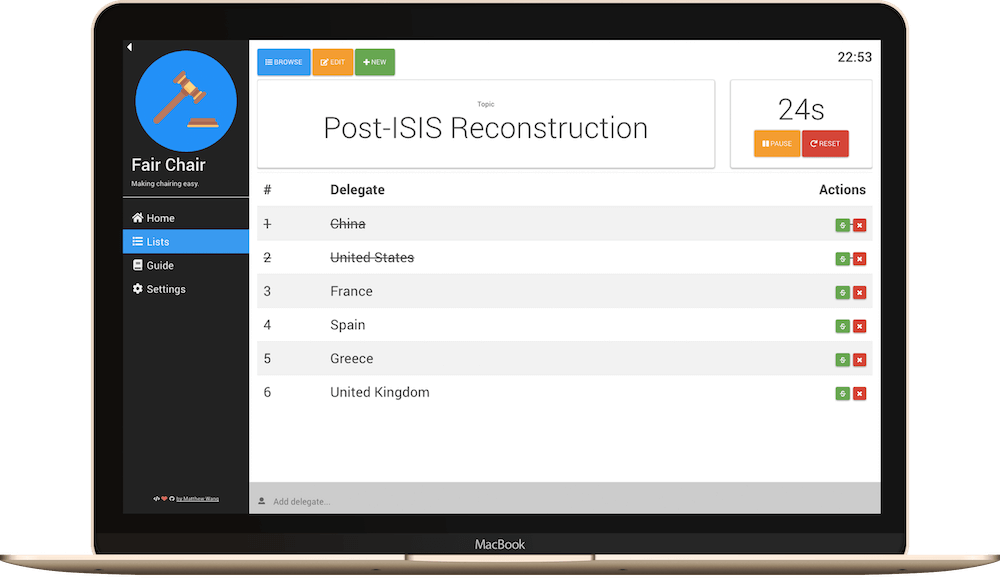 BROWSE EDIT NEW
22:53
Topic
Post-ISIS Reconstruction
24s
PAUSE RESET
Fair Chair
Making chairing easy.
Home
Lists
Guide
Settings
by Matthew Wang
# Delegate Actions
1 China
2 United States
3 France
4 Spain
5 Greece
6 United Kingdom
Add delegate...
MacBook